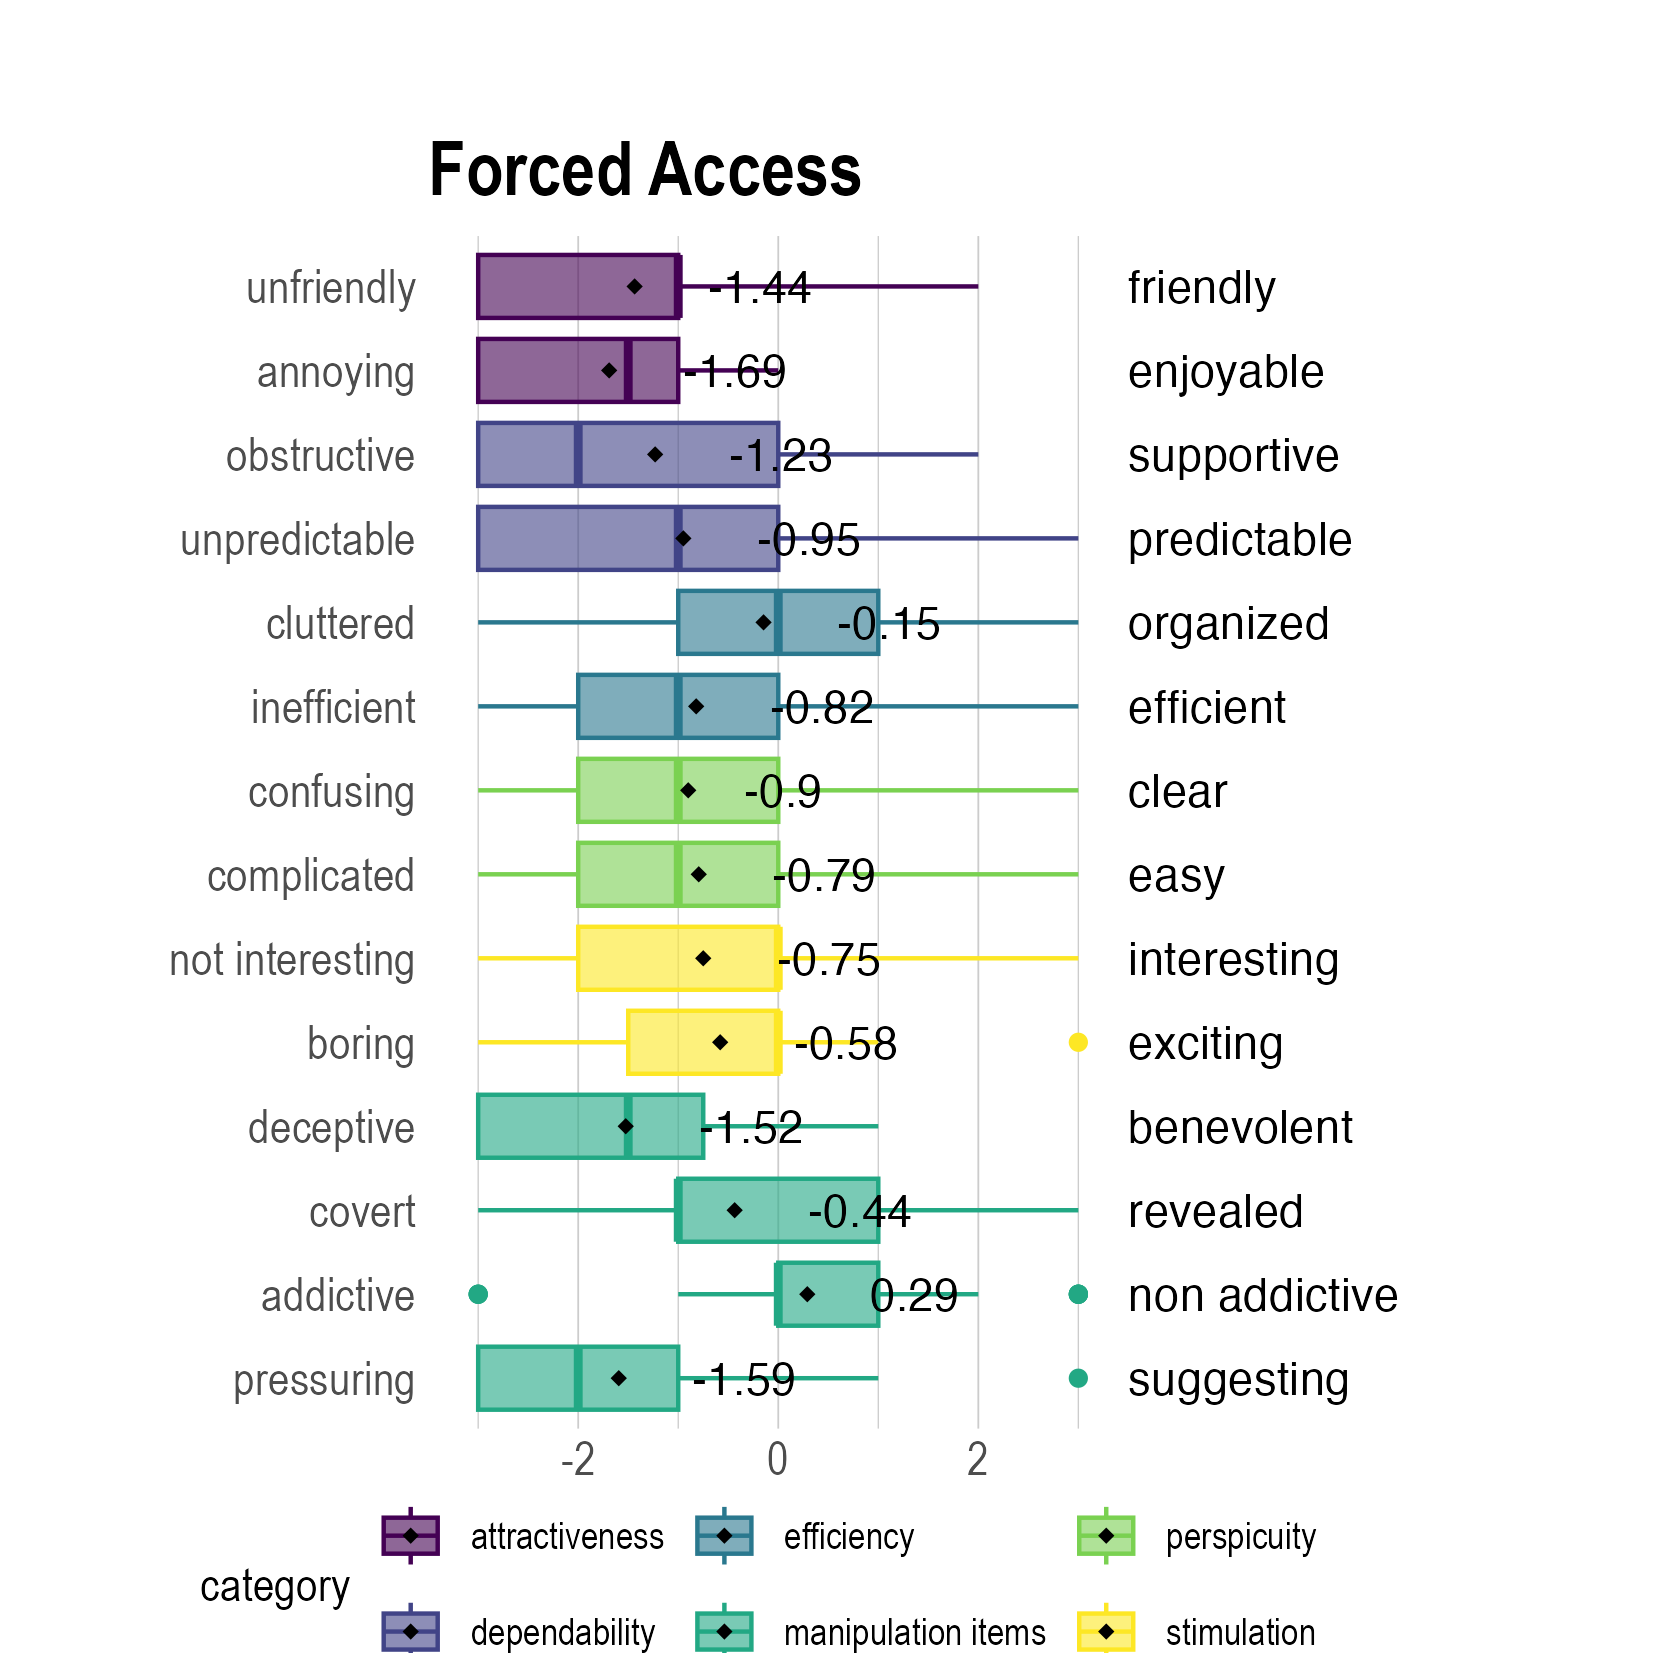 Forced Access
unfriendly -1.44 friendly
annoying -1.69 enjoyable
obstructive -1.23 supportive
unpredictable -0.95 predictable
cluttered -0.15 organized
inefficient -0.82 efficient
confusing -0.9 clear
complicated -0.79 easy
not interesting -0.75 interesting
boring -0.58 exciting
deceptive -1.52 benevolent
covert -0.44 revealed
addictive 0.29 non addictive
pressuring -1.59 suggesting
-2 0 2
category
attractiveness efficiency perspicuity
dependability manipulation items stimulation